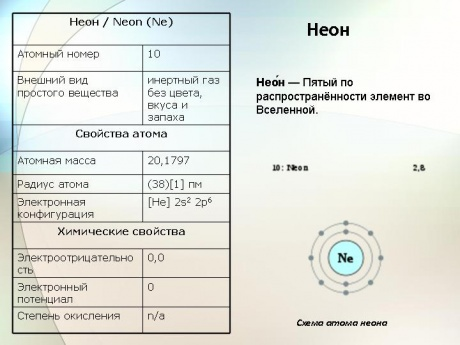 Неон / Neon (Ne)
Атомный номер 10
Внешний вид инертный газ
простого вещества без цвета,
вкуса и
запаха
Свойства атома
Атомная масса 20,1797
Радиус атома (38)[1] пм
Электронная [He] 2s² 2p⁶
конфигурация
Химические свойства
Электроотрицательно 0,0
сть
Электронный 0
потенциал
Степень окисления n/a
Неон
Нео́н — Пятый по
распространённости элемент во
Вселенной.
10: Neon 2,8
Ne
Схема атома неона